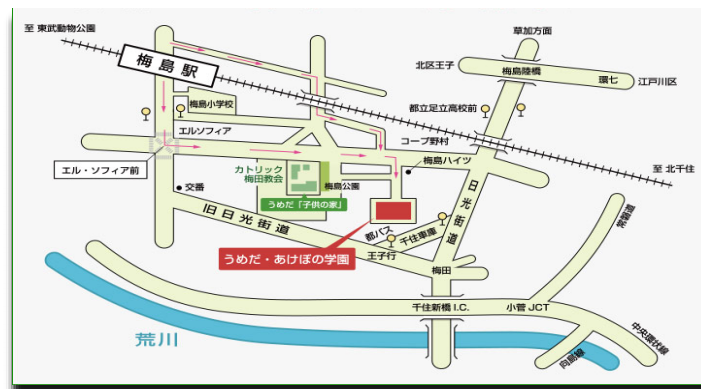 至 東武動物公園
草加方面
梅島駅
北区王子
梅島陸橋
環七
江戸川区
梅島小学校
都立足立高校前
エルソフィア
コープ野村
エル・ソフィア前
カトリック
梅田教会
梅島公園
梅島ハイツ
至 北千住
交番
うめだ「子供の家」
日光街道
旧日光街道
都バス
千住車庫
王子行
うめだ・あけぼの学園
梅田
千住新橋I.C.
小菅JCT
中央環状線
向島線
荒川